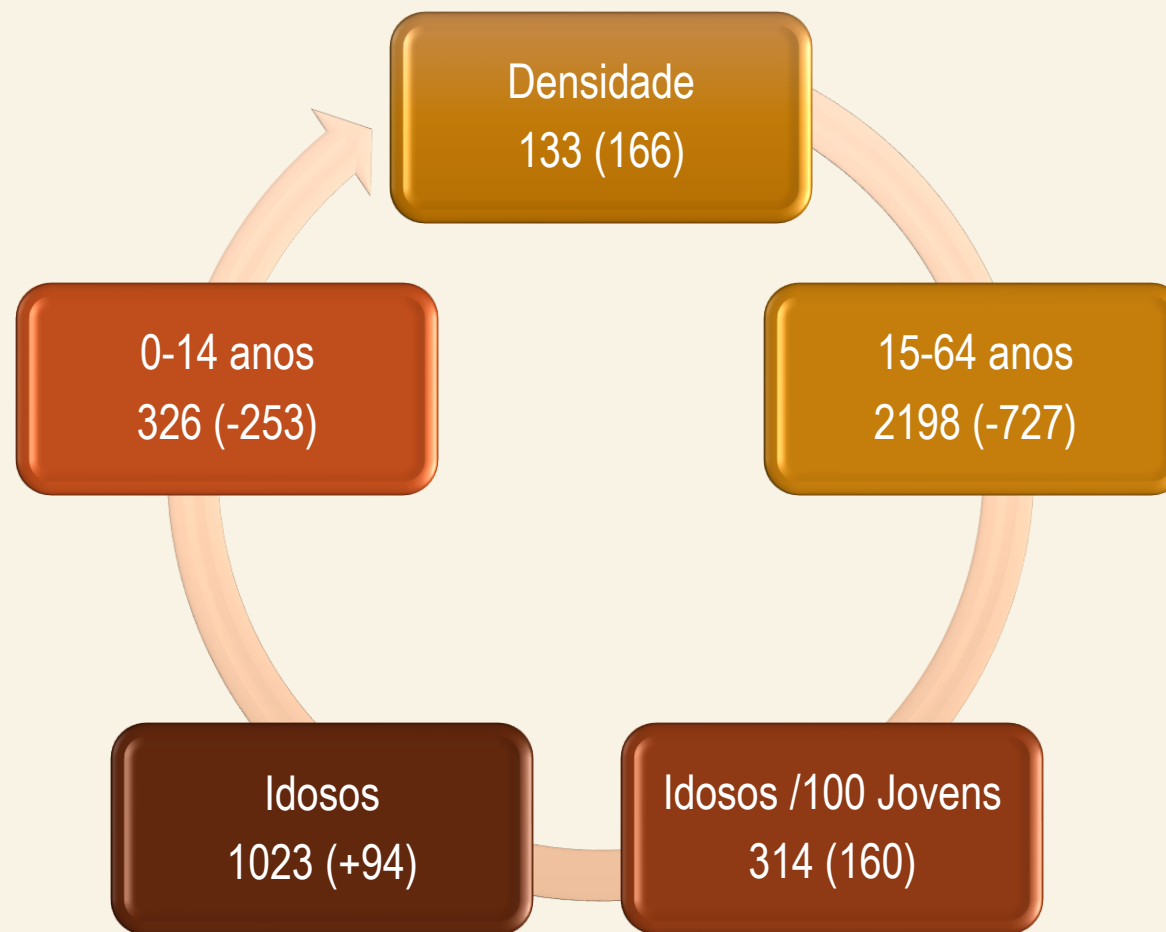 Densidade
133 (166)
15-64 anos
2198 (-727)
Idosos /100 Jovens
314 (160)
Idosos
1023 (+94)
0-14 anos
326 (-253)